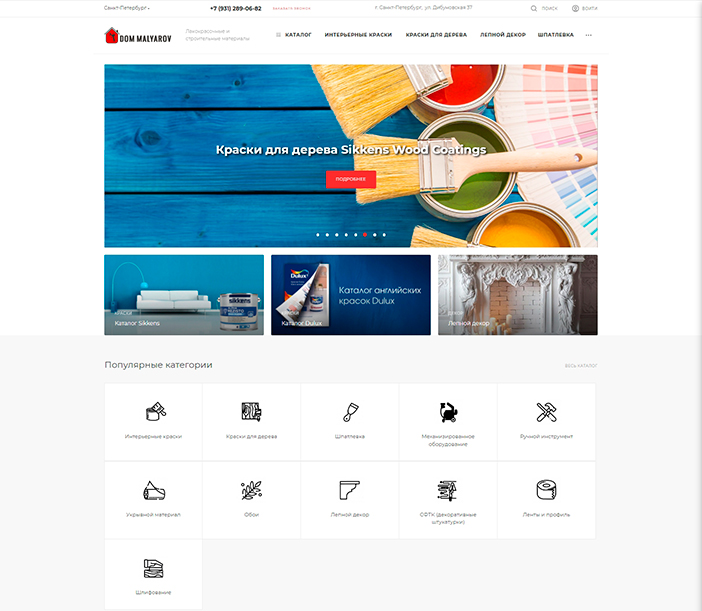 Санкт-Петербург
+7 (931) 289-06-82
ЗАКАЗАТЬ ЗВОНОК
г. Санкт-Петербург, ул. Дибуновская 37
ПОИСК
ВОЙТИ
DOM MALYAROV
Лакокрасочные и
строительные материалы
КАТАЛОГ
ИНТЕРЬЕРНЫЕ КРАСКИ
КРАСКИ ДЛЯ ДЕРЕВА
ЛЕПНОЙ ДЕКОР
ШПАТЛЕВКА
Краски для дерева Sikkens Wood Coatings
ПОДРОБНЕЕ
sikkens
КРАСКИ
Каталог Sikkens
Dulux
Каталог английских
красок Dulux
Каталог Dulux
ДЕКОР
Лепной декор
Популярные категории
ВЕСЬ КАТАЛОГ
Интерьерные краски
Краски для дерева
Шпатлевка
Механизированное
оборудование
Ручной инструмент
Укрывной материал
Обои
Лепной декор
СФТК (декоративные
штукатурки)
Ленты и профиль
Шлифование